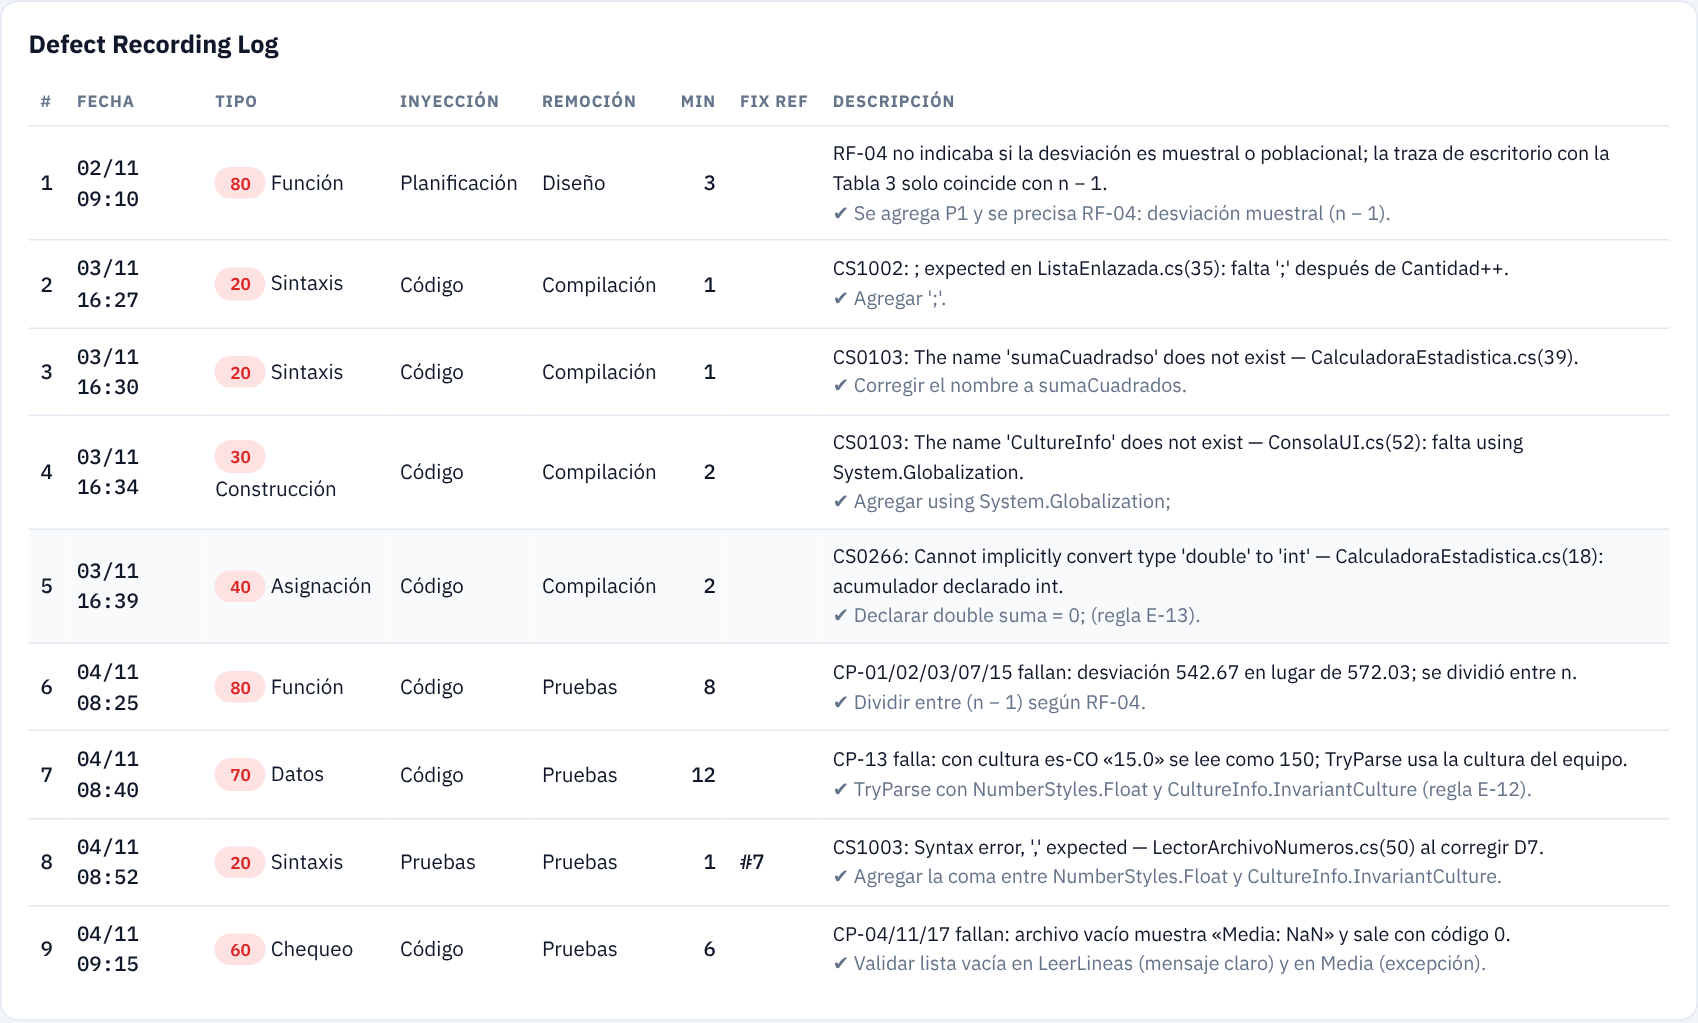 Defect Recording Log
# FECHA TIPO INYECCIÓN REMOCIÓN MIN FIX REF DESCRIPCIÓN
1 02/11 09:10 80 Función Planificación Diseño 3 RF-04 no indicaba si la desviación es muestral o poblacional; la traza de escritorio con la
Tabla 3 solo coincide con n – 1.
✔ Se agrega P1 y se precisa RF-04: desviación muestral (n – 1).
2 03/11 16:27 20 Sintaxis Código Compilación 1 CS1002: ; expected en ListaEnlazada.cs(35): falta ';' después de Cantidad++.
✔ Agregar ';'.
3 03/11 16:30 20 Sintaxis Código Compilación 1 CS0103: The name 'sumaCuadradso' does not exist — CalculadoraEstadistica.cs(39).
✔ Corregir el nombre a sumaCuadrados.
4 03/11 16:34 30 Construcción Código Compilación 2 CS0103: The name 'CultureInfo' does not exist — ConsolaUI.cs(52): falta using
System.Globalization.
✔ Agregar using System.Globalization;
5 03/11 16:39 40 Asignación Código Compilación 2 CS0266: Cannot implicitly convert type 'double' to 'int' — CalculadoraEstadistica.cs(18):
acumulador declarado int.
✔ Declarar double suma = 0; (regla E-13).
6 04/11 08:25 80 Función Código Pruebas 8 CP-01/02/03/07/15 fallan: desviación 542.67 en lugar de 572.03; se dividió entre n.
✔ Dividir entre (n – 1) según RF-04.
7 04/11 08:40 70 Datos Código Pruebas 12 CP-13 falla: con cultura es-CO «15.0» se lee como 150; TryParse usa la cultura del equipo.
✔ TryParse con NumberStyles.Float y CultureInfo.InvariantCulture (regla E-12).
8 04/11 08:52 20 Sintaxis Pruebas Pruebas 1 #7 CS1003: Syntax error, ',' expected — LectorArchivoNumeros.cs(50) al corregir D7.
✔ Agregar la coma entre NumberStyles.Float y CultureInfo.InvariantCulture.
9 04/11 09:15 60 Chequeo Código Pruebas 6 CP-04/11/17 fallan: archivo vacío muestra «Media: NaN» y sale con código 0.
✔ Validar lista vacía en LeerLineas (mensaje claro) y en Media (excepción).